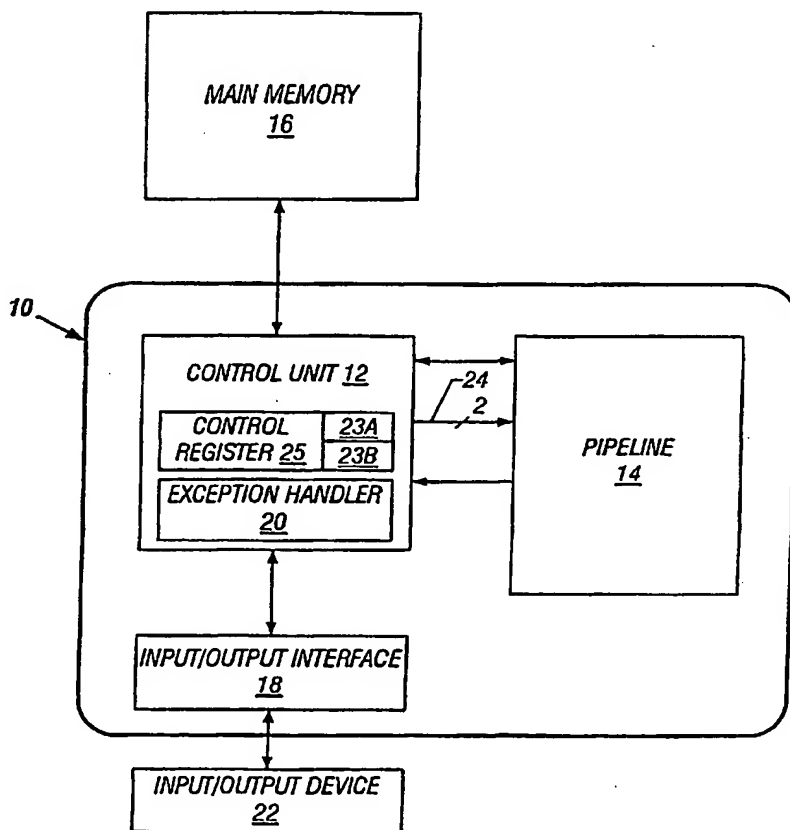 MAIN MEMORY
16
10
CONTROL UNIT 12
24
2
CONTROL
REGISTER 25
23A
23B
EXCEPTION HANDLER
20
PIPELINE
14
INPUT/OUTPUT INTERFACE
18
INPUT/OUTPUT DEVICE
22